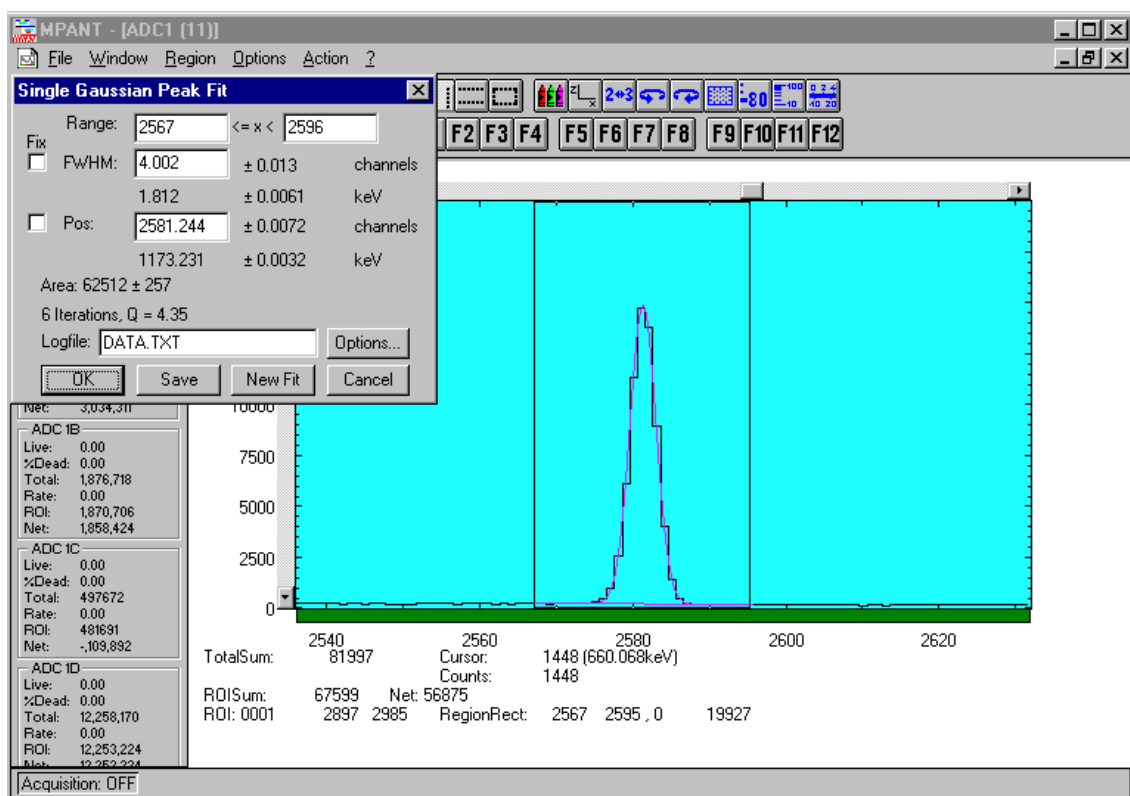 MPANT - [ADC1 (11)]
File Window Region Options Action ?
Single Gaussian Peak Fit
Range: 2567 <= x < 2596
Fix
FWHM: 4.002 ± 0.013 channels
1.812 ± 0.0061 keV
Pos: 2581.244 ± 0.0072 channels
1173.231 ± 0.0032 keV
Area: 62512 ± 257
6 Iterations, Q = 4.35
Logfile: DATA.TXT Options...
OK Save New Fit Cancel
F2 F3 F4 F5 F6 F7 F8 F9 F10 F11 F12
Net: 3,034,311
ADC 1B
Live: 0.00
%Dead: 0.00
Total: 1,876,718
Rate: 0.00
ROI: 1,870,706
Net: 1,858,424
ADC 1C
Live: 0.00
%Dead: 0.00
Total: 497672
Rate: 0.00
ROI: 481691
Net: -,109,892
ADC 1D
Live: 0.00
%Dead: 0.00
Total: 12,258,170
Rate: 0.00
ROI: 12,253,224
10000
7500
5000
2500
0
2540 2560 2580 2600 2620
TotalSum: 81997 Cursor: 1448 (660.068keV)
Counts: 1448
ROISum: 67599 Net: 56875
ROI: 0001 2897 2985 RegionRect: 2567 2595 , 0 19927
Acquisition: OFF